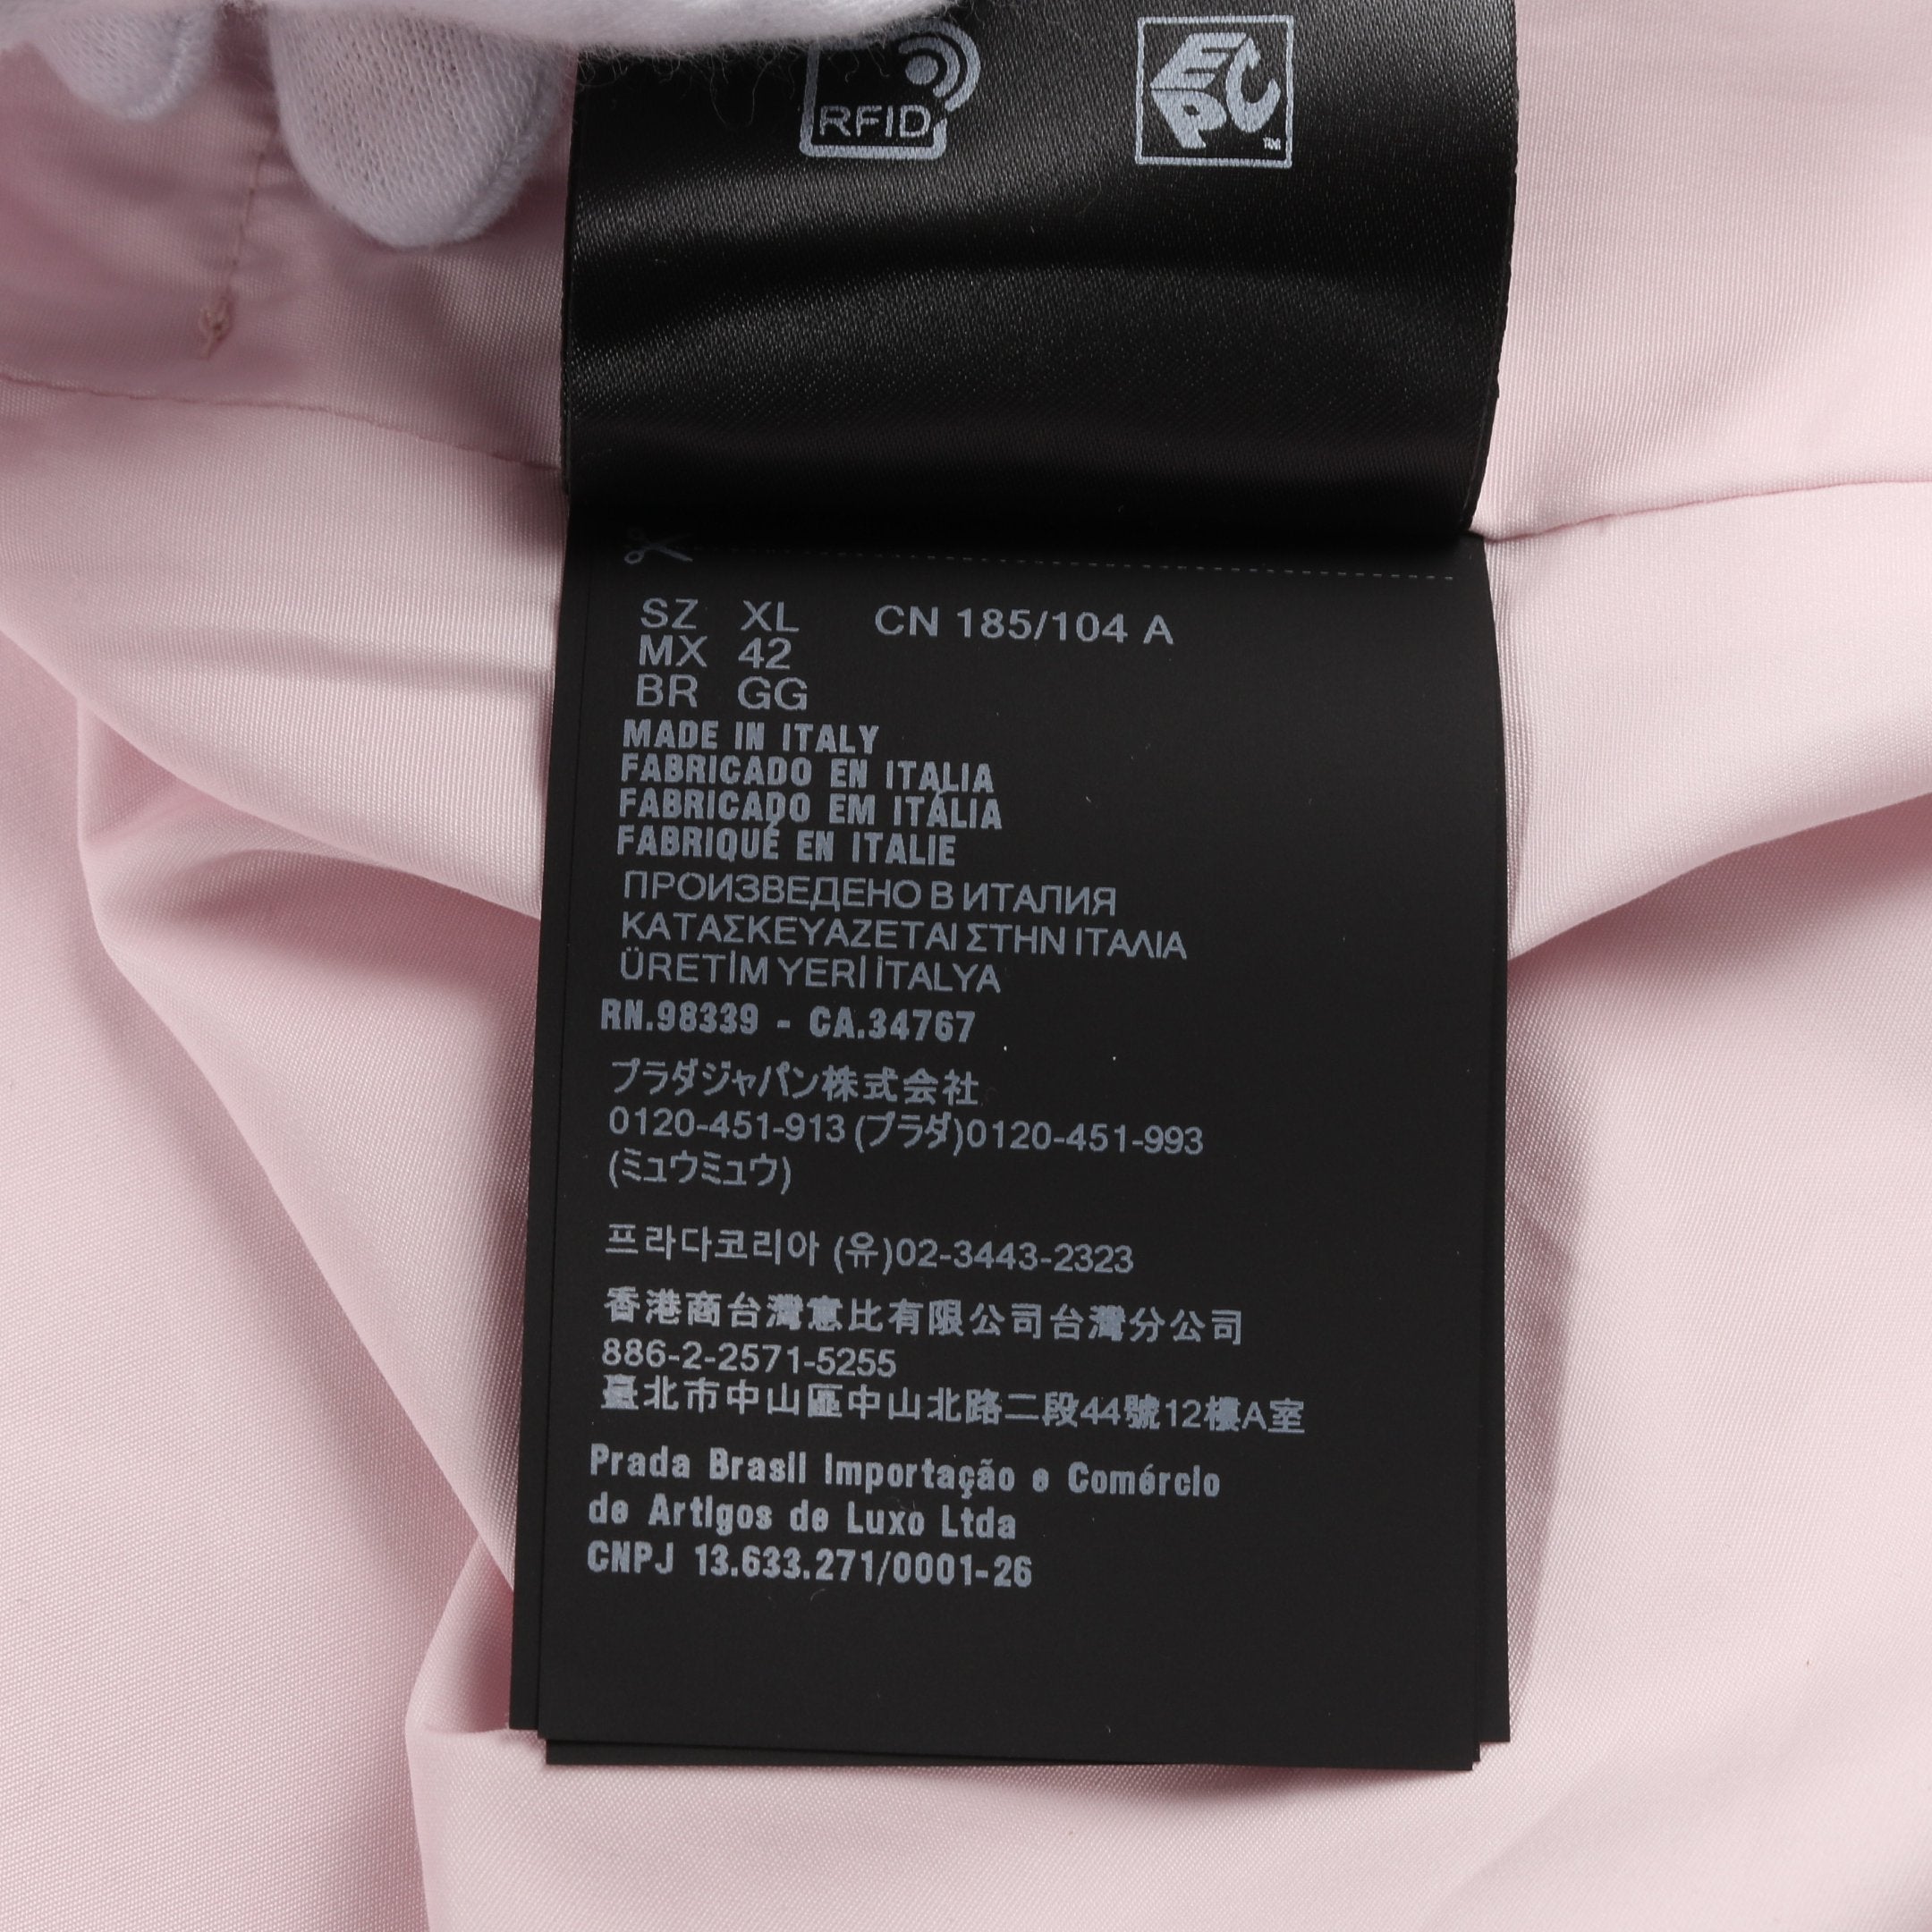 RFID
EPC
TM
SZ XL CN 185/104 A
MX 42
BR GG
MADE IN ITALY
FABRICADO EN ITALIA
FABRICADO EM ITÁLIA
FABRIQUÉ EN ITALIE
ПРОИЗВЕДЕНО В ИТАЛИЯ
ΚΑΤΑΣΚΕΥΑΖΕΤΑΙ ΣΤΗΝ ΙΤΑΛΙΑ
ÜRETİM YERİ İTALYA
RN.98339 - CA.34767
プラダジャパン株式会社
0120-451-913 (プラダ)0120-451-993
(ミュウミュウ)
프라다코리아 (유)02-3443-2323
香港商台灣意比有限公司台灣分公司
886-2-2571-5255
臺北市中山區中山北路二段44號12樓A室
Prada Brasil Importação e Comércio
de Artigos de Luxo Ltda
CNPJ 13.633.271/0001-26